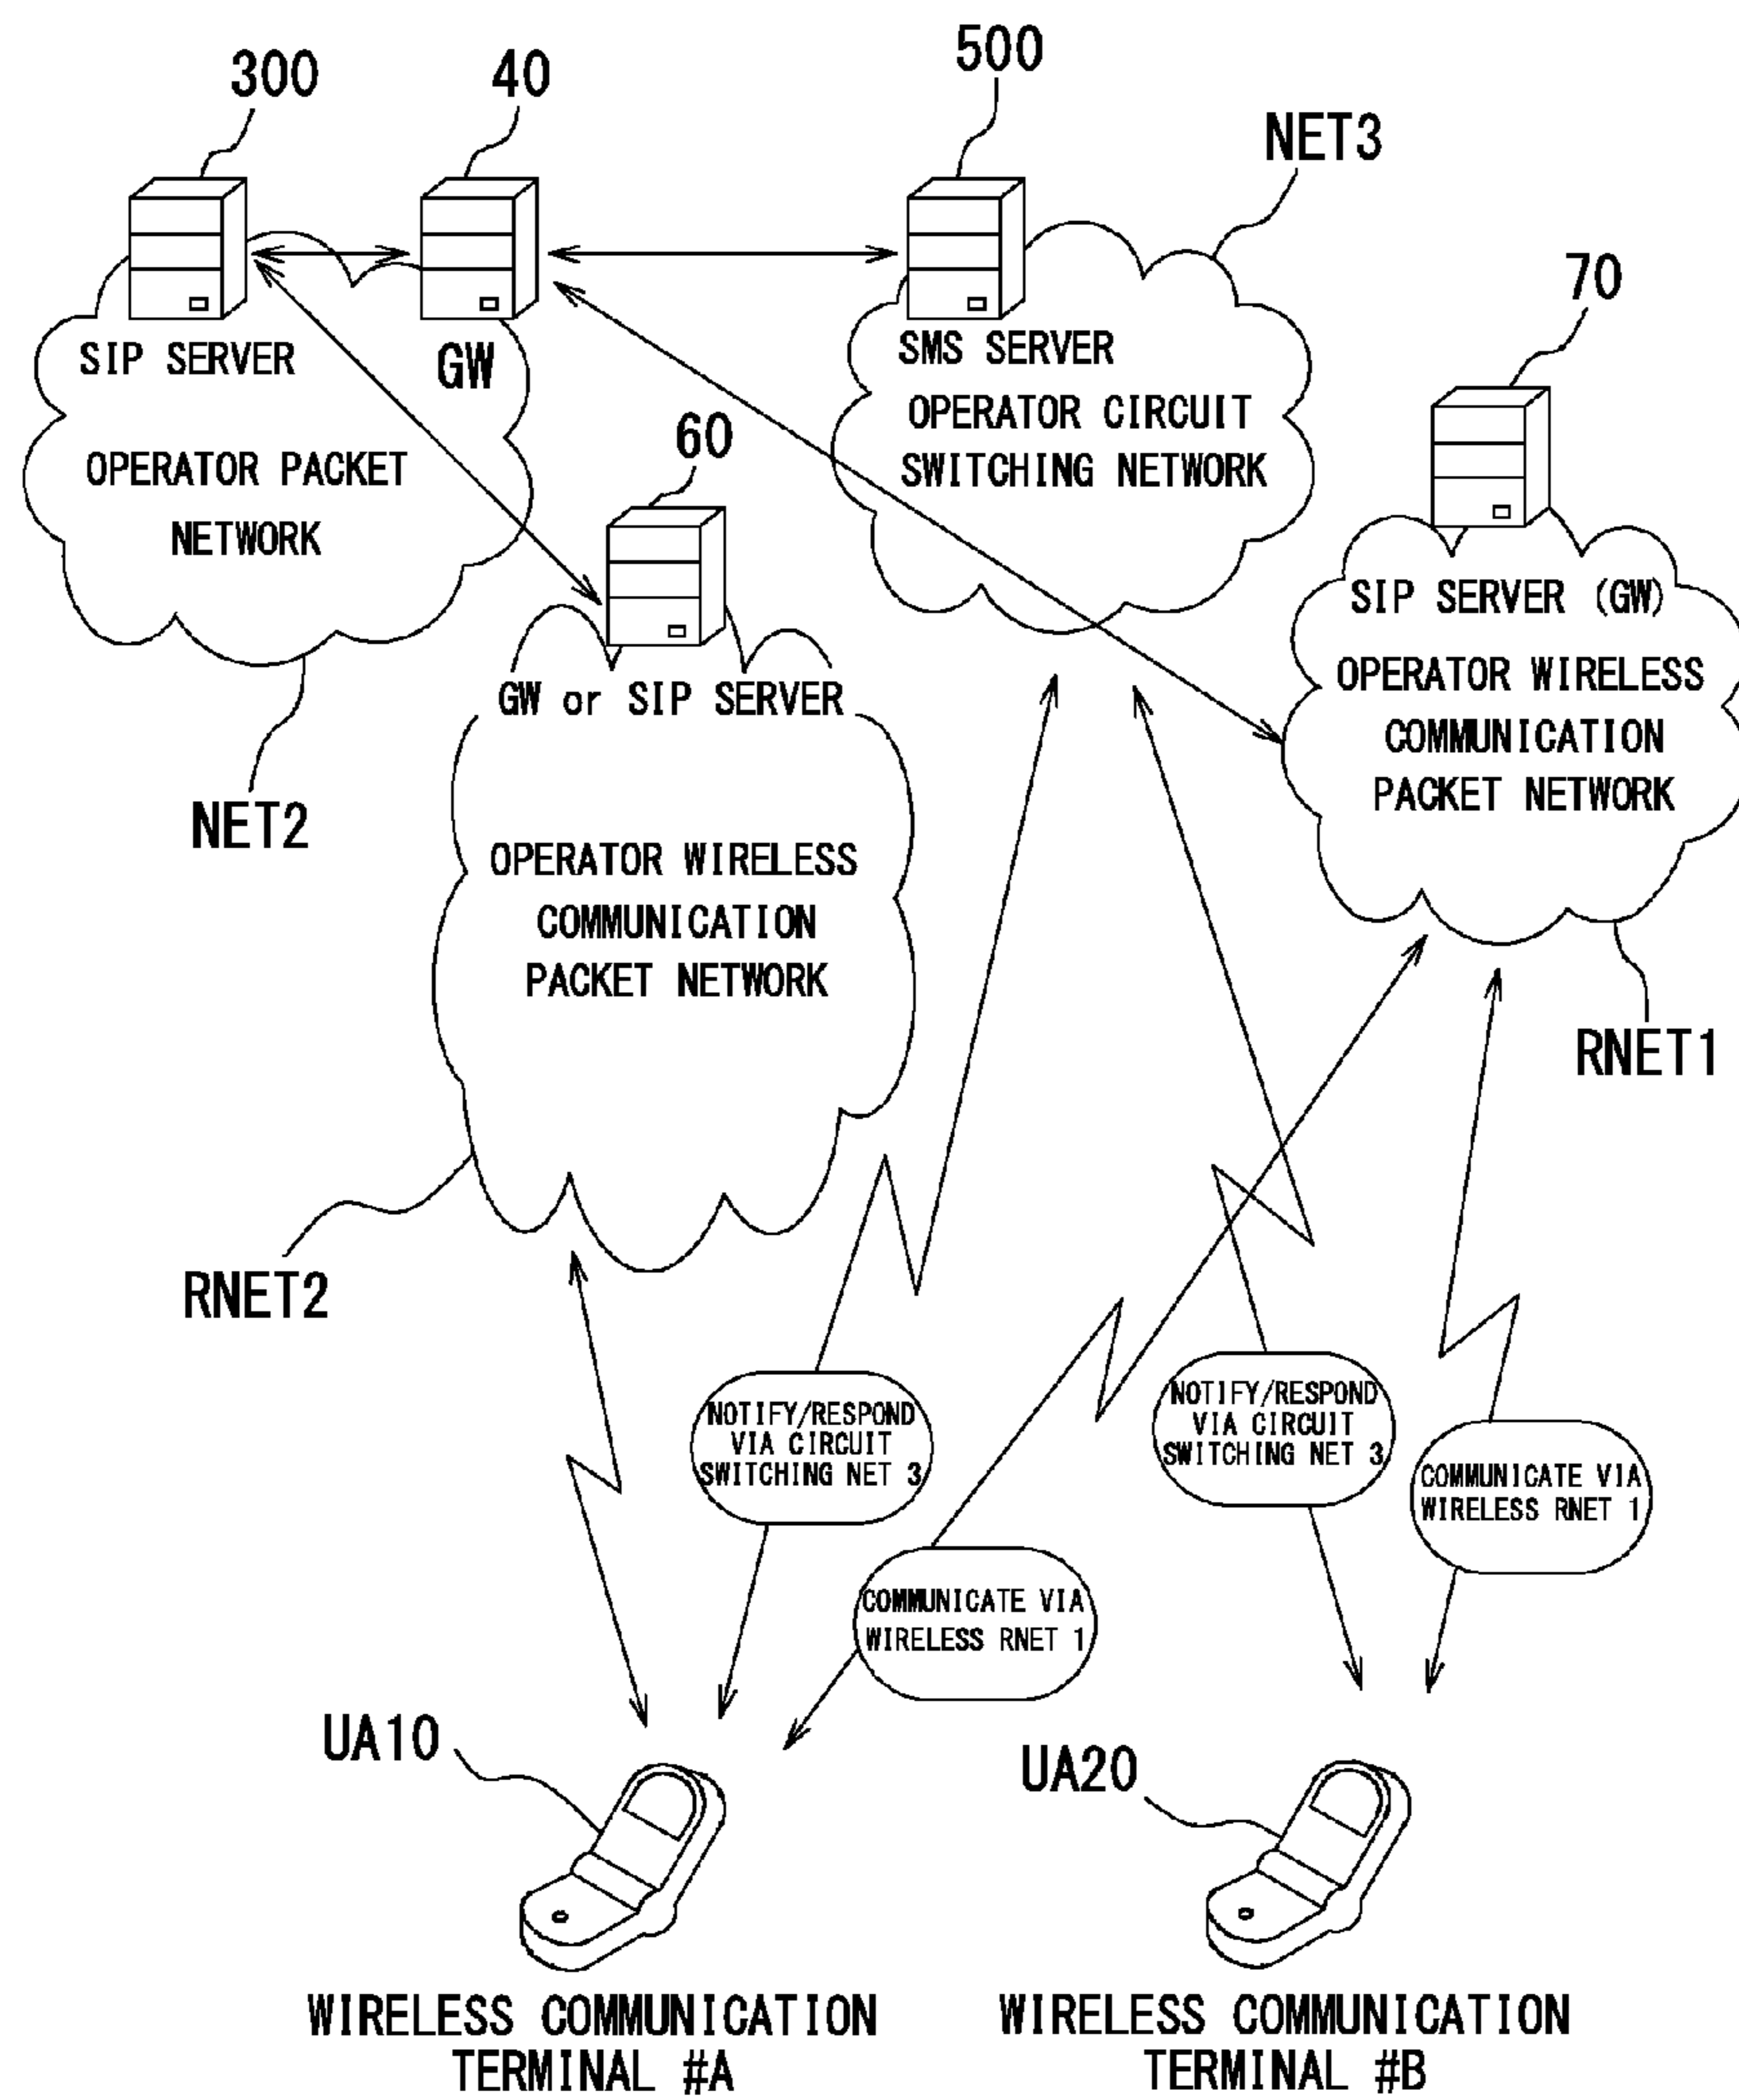 300
40
500
NET3
70
SIP SERVER
GW
SMS SERVER
OPERATOR CIRCUIT
SWITCHING NETWORK
60
OPERATOR PACKET
NETWORK
SIP SERVER (GW)
OPERATOR WIRELESS
COMMUNICATION
PACKET NETWORK
GW or SIP SERVER
NET2
OPERATOR WIRELESS
COMMUNICATION
PACKET NETWORK
RNET1
RNET2
NOTIFY/RESPOND
VIA CIRCUIT
SWITCHING NET 3
NOTIFY/RESPOND
VIA CIRCUIT
SWITCHING NET 3
COMMUNICATE VIA
WIRELESS RNET 1
COMMUNICATE VIA
WIRELESS RNET 1
UA10
UA20
WIRELESS COMMUNICATION
TERMINAL #A
WIRELESS COMMUNICATION
TERMINAL #B